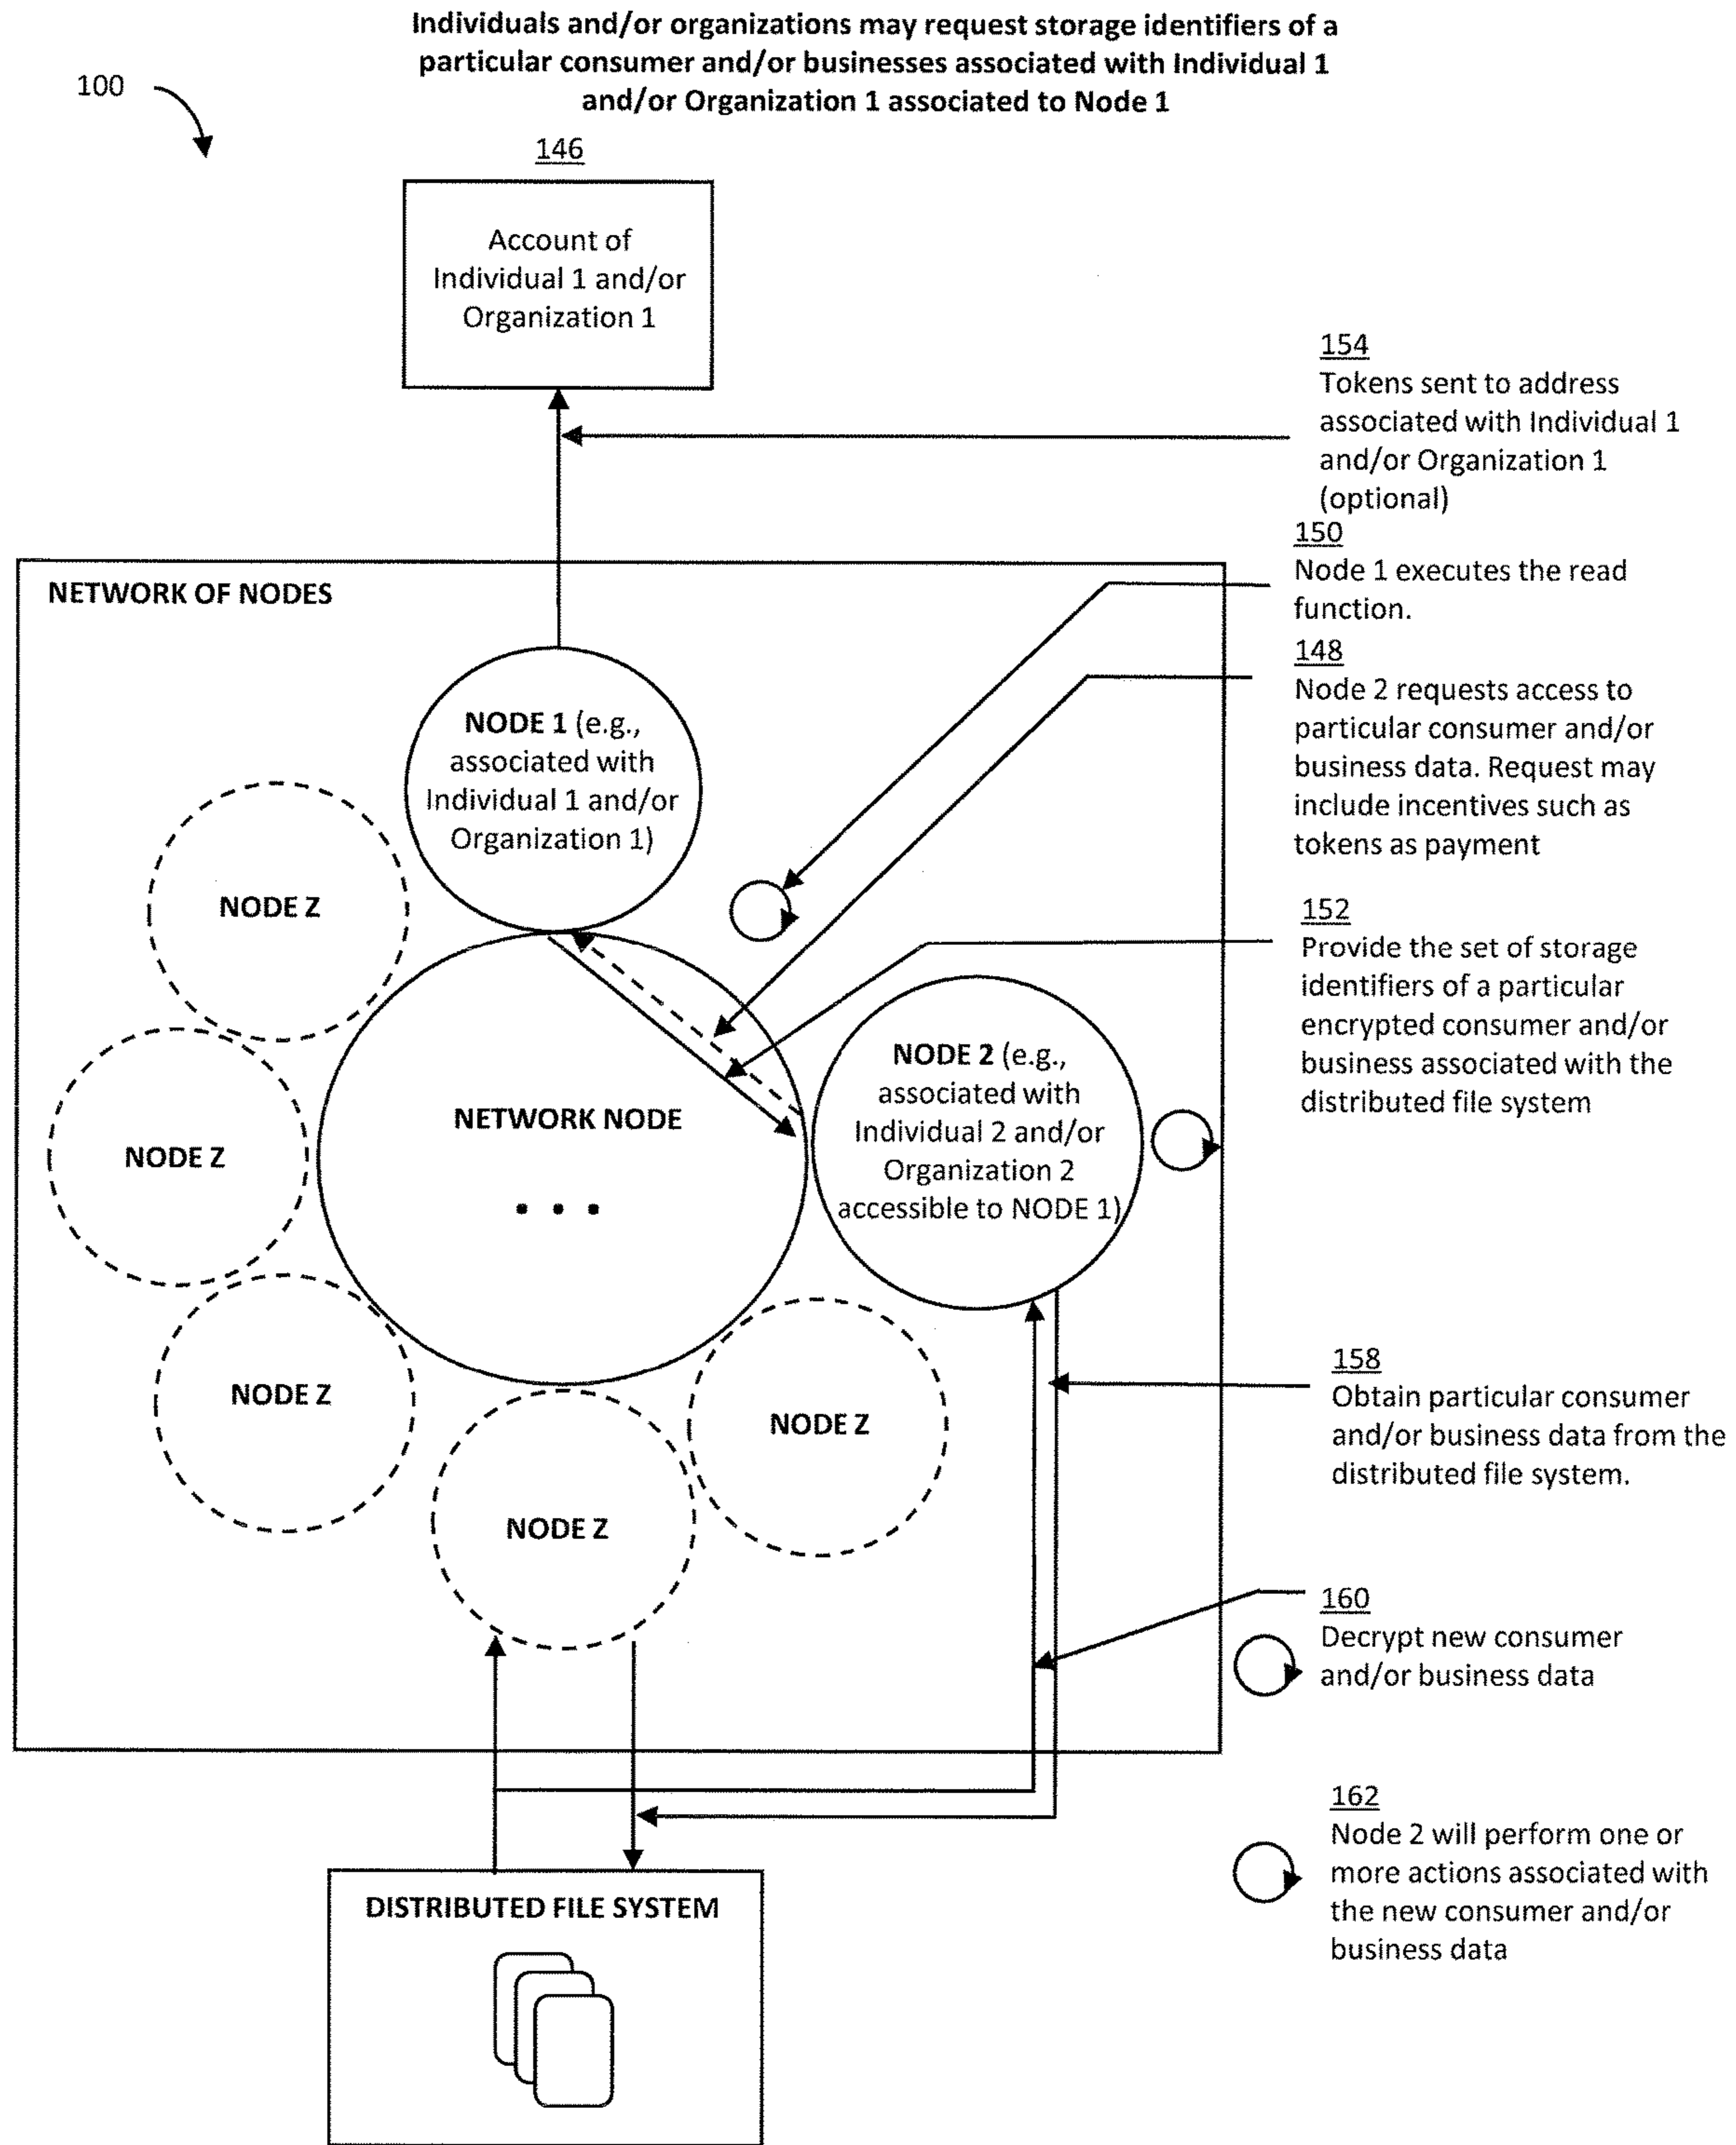 Individuals and/or organizations may request storage identifiers of a
particular consumer and/or businesses associated with Individual 1
and/or Organization 1 associated to Node 1
100
146
Account of
Individual 1 and/or
Organization 1
154
Tokens sent to address
associated with Individual 1
and/or Organization 1
(optional)
150
Node 1 executes the read
function.
148
Node 2 requests access to
particular consumer and/or
business data. Request may
include incentives such as
tokens as payment
152
Provide the set of storage
identifiers of a particular
encrypted consumer and/or
business associated with the
distributed file system
NETWORK OF NODES
NODE 1 (e.g.,
associated with
Individual 1 and/or
Organization 1)
NODE Z
NODE 2 (e.g.,
associated with
Individual 2 and/or
Organization 2
accessible to NODE 1)
NETWORK NODE
. . .
NODE Z
NODE Z
NODE Z
NODE Z
158
Obtain particular consumer
and/or business data from the
distributed file system.
160
Decrypt new consumer
and/or business data
162
Node 2 will perform one or
more actions associated with
the new consumer and/or
business data
DISTRIBUTED FILE SYSTEM